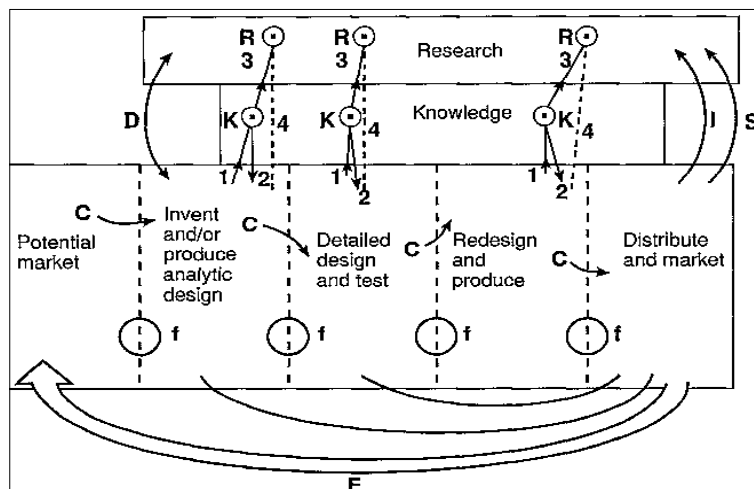 R R R
3 3 3
Research
D K 4 K 4 Knowledge K 4 I S
1 2 1 2 1 2
C C C C
Potential
market
Invent
and/or
produce
analytic
design
Detailed
design
and test
Redesign
and
produce
Distribute
and market
f f f f
F